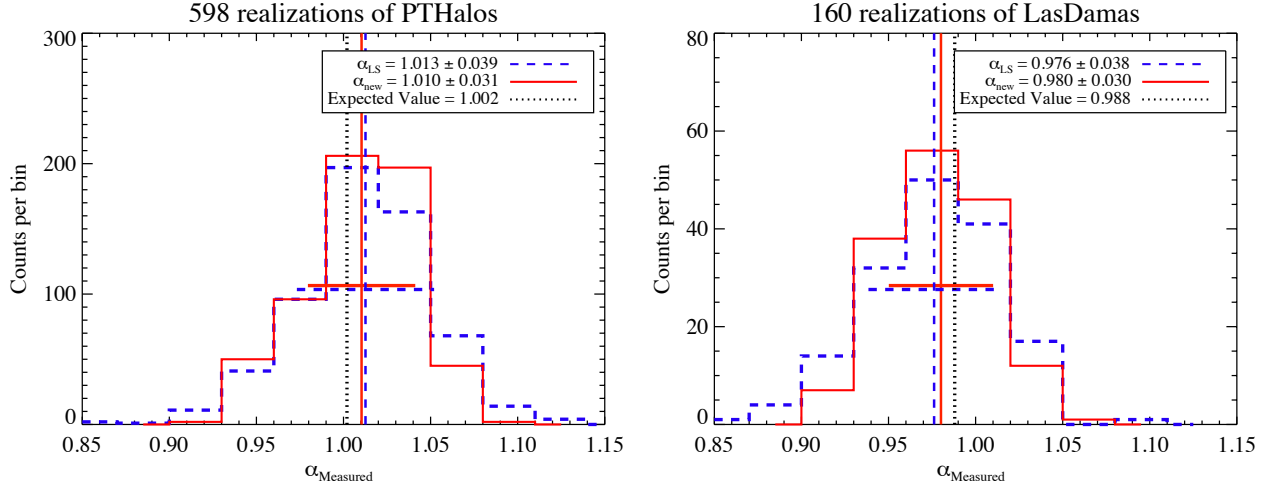 598 realizations of PTHalos
300
200
100
0
Counts per bin
α_LS = 1.013 ± 0.039
α_new = 1.010 ± 0.031
Expected Value = 1.002
0.85 0.90 0.95 1.00 1.05 1.10 1.15
α_Measured
160 realizations of LasDamas
80
60
40
20
0
Counts per bin
α_LS = 0.976 ± 0.038
α_new = 0.980 ± 0.030
Expected Value = 0.988
0.85 0.90 0.95 1.00 1.05 1.10 1.15
α_Measured